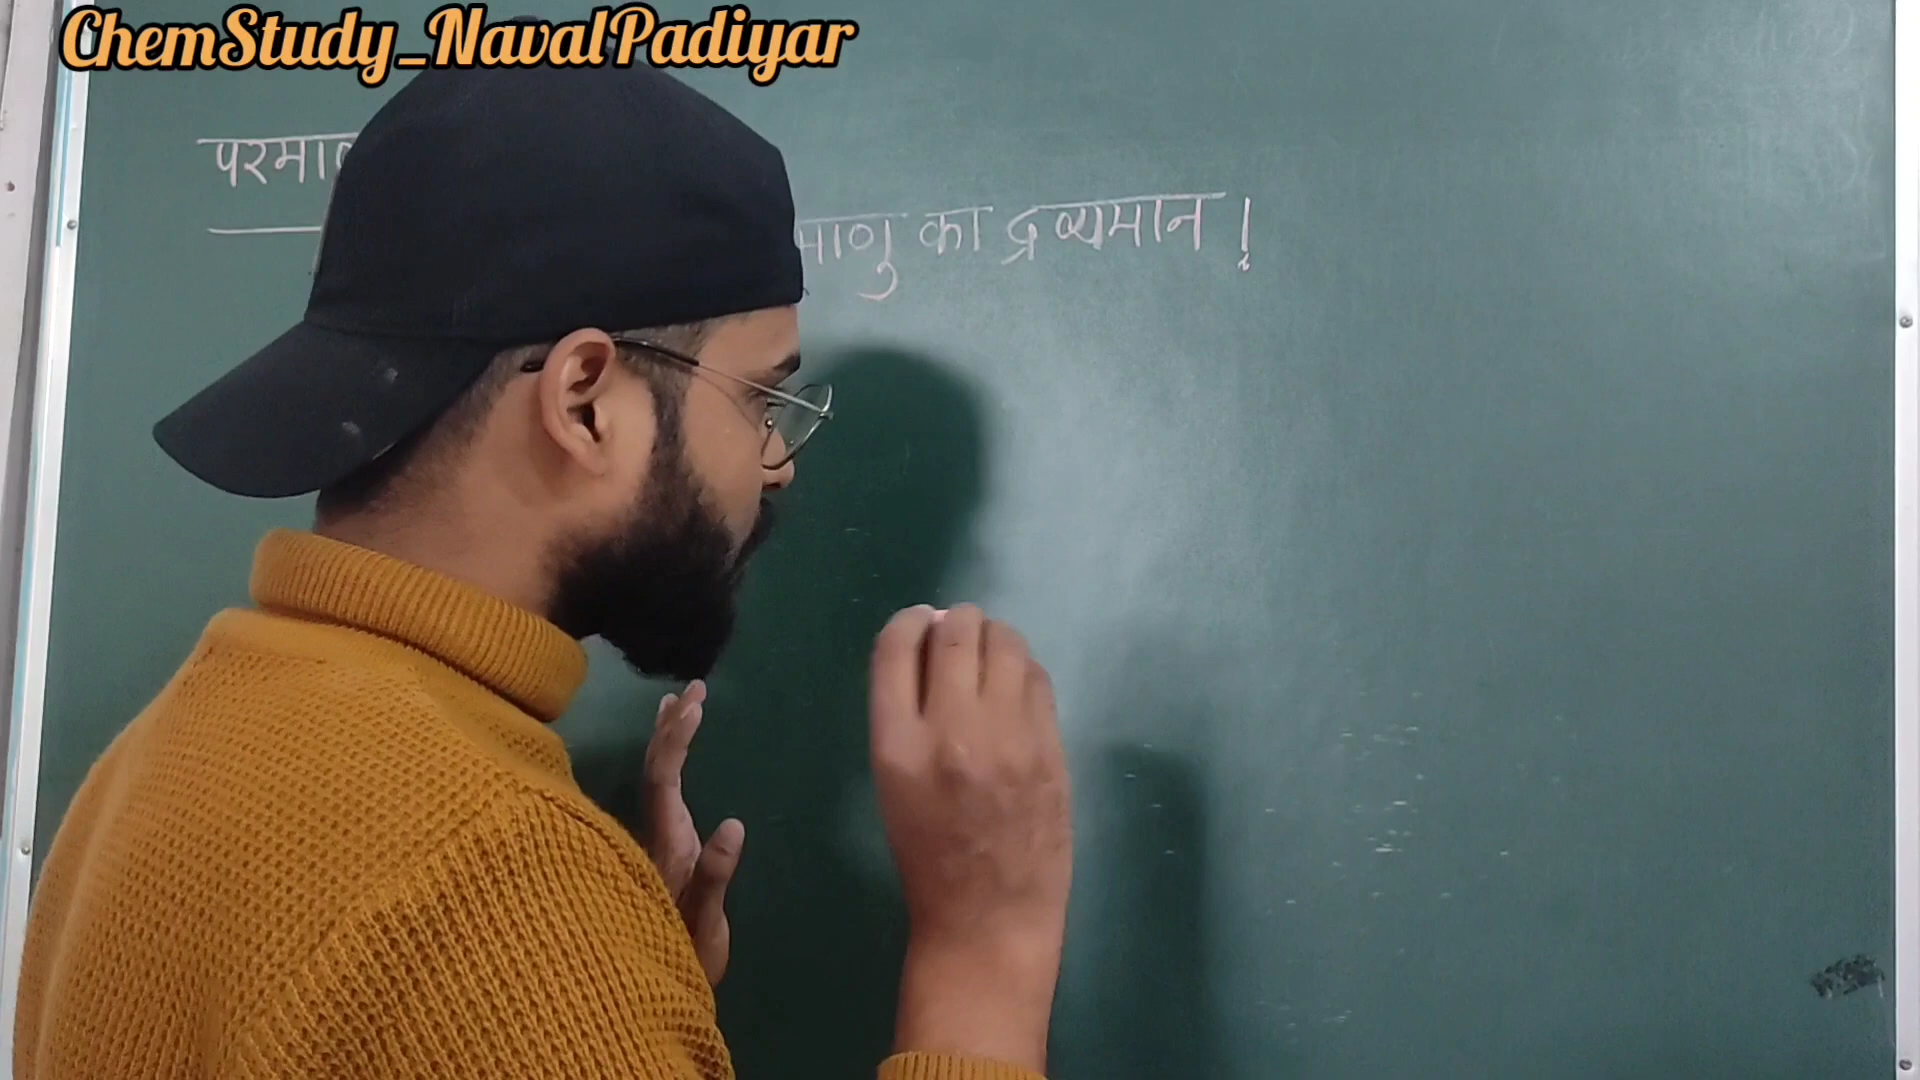 ChemStudy_NavalPadiyar
परमा
माणु का द्रव्यमान ।